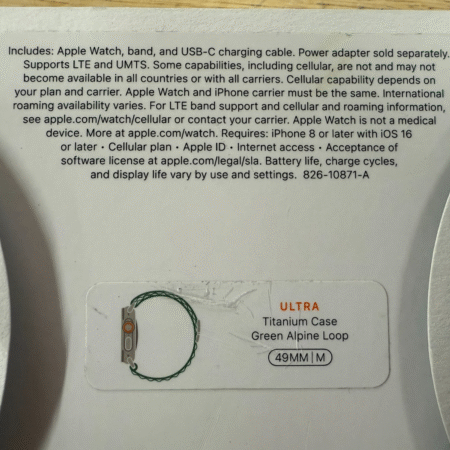 Includes: Apple Watch, band, and USB-C charging cable. Power adapter sold separately.
Supports LTE and UMTS. Some capabilities, including cellular, are not and may not
become available in all countries or with all carriers. Cellular capability depends on
your plan and carrier. Apple Watch and iPhone carrier must be the same. International
roaming availability varies. For LTE band support and cellular and roaming information,
see apple.com/watch/cellular or contact your carrier. Apple Watch is not a medical
device. More at apple.com/watch. Requires: iPhone 8 or later with iOS 16
or later • Cellular plan • Apple ID • Internet access • Acceptance of
software license at apple.com/legal/sla. Battery life, charge cycles,
and display life vary by use and settings. 826-10871-A
ULTRA
Titanium Case
Green Alpine Loop
49MM | M